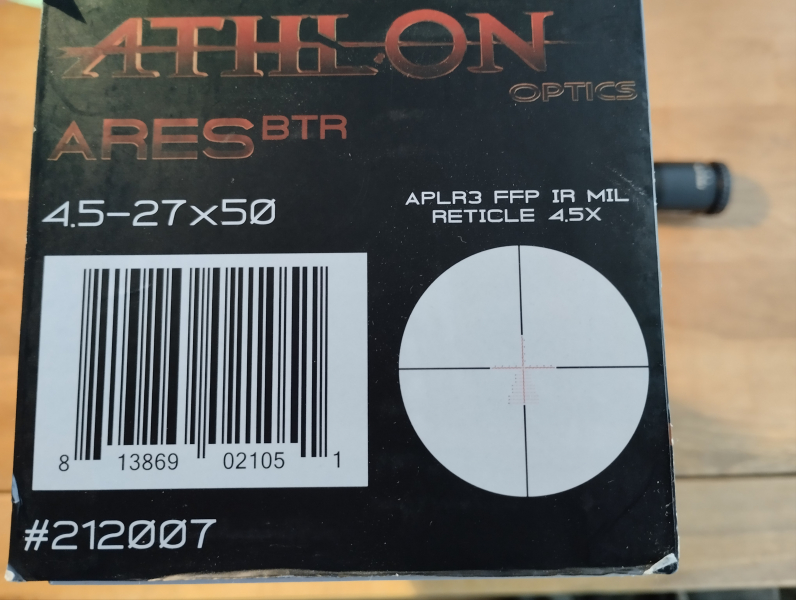 ATHLON
OPTICS
ARES BTR
4.5-27x50
APLR3 FFP IR MIL
RETICLE 4.5X
8 13869 02105 1
#212007